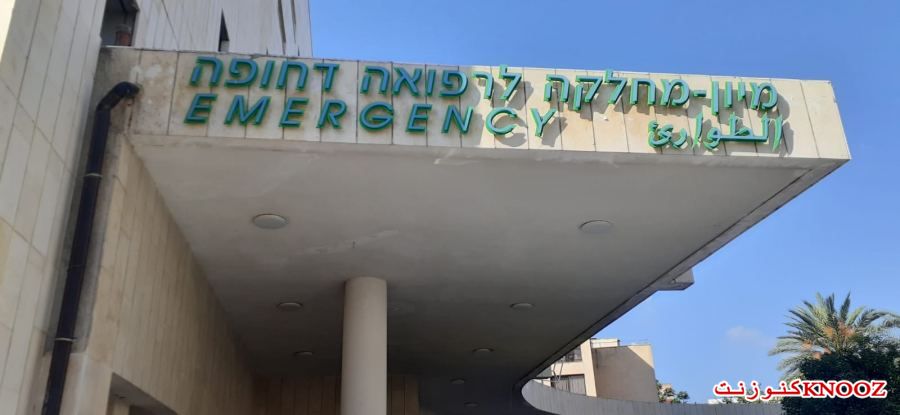 מיון-מחלקה לרפואה דחופה
EMERGENCY الطوارئ
كنوزنت KNOOZ